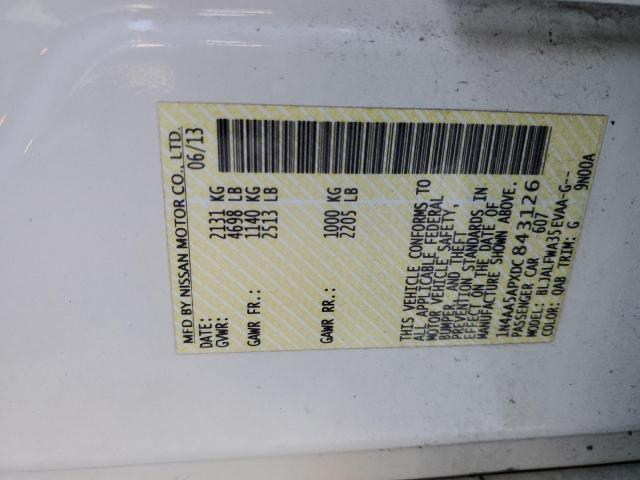 MFD BY NISSAN MOTOR CO., LTD.
DATE: 06/13
GVWR: 2131 KG
4698 LB
GAWR FR.: 1140 KG
2513 LB
GAWR RR.: 1000 KG
2205 LB
THIS VEHICLE CONFORMS TO
ALL APPLICABLE FEDERAL
MOTOR VEHICLE SAFETY,
BUMPER, AND THEFT
PREVENTION STANDARDS IN
EFFECT ON THE DATE OF
MANUFACTURE SHOWN ABOVE.
1N4AA5APXDC843126
PASSENGER CAR 607
MODEL: BLJALFWA35EVAA-G--
COLOR: QAB TRIM: G 9N00A